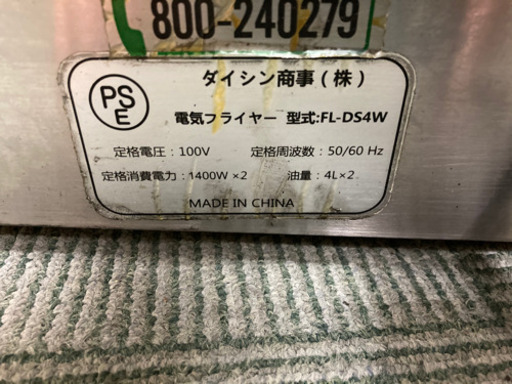 800-240279
ダイシン商事(株)
PS
E
電気フライヤー 型式:FL-DS4W
定格電圧:100V 定格周波数:50/60 Hz
定格消費電力:1400W ×2 油量:4L×2
MADE IN CHINA